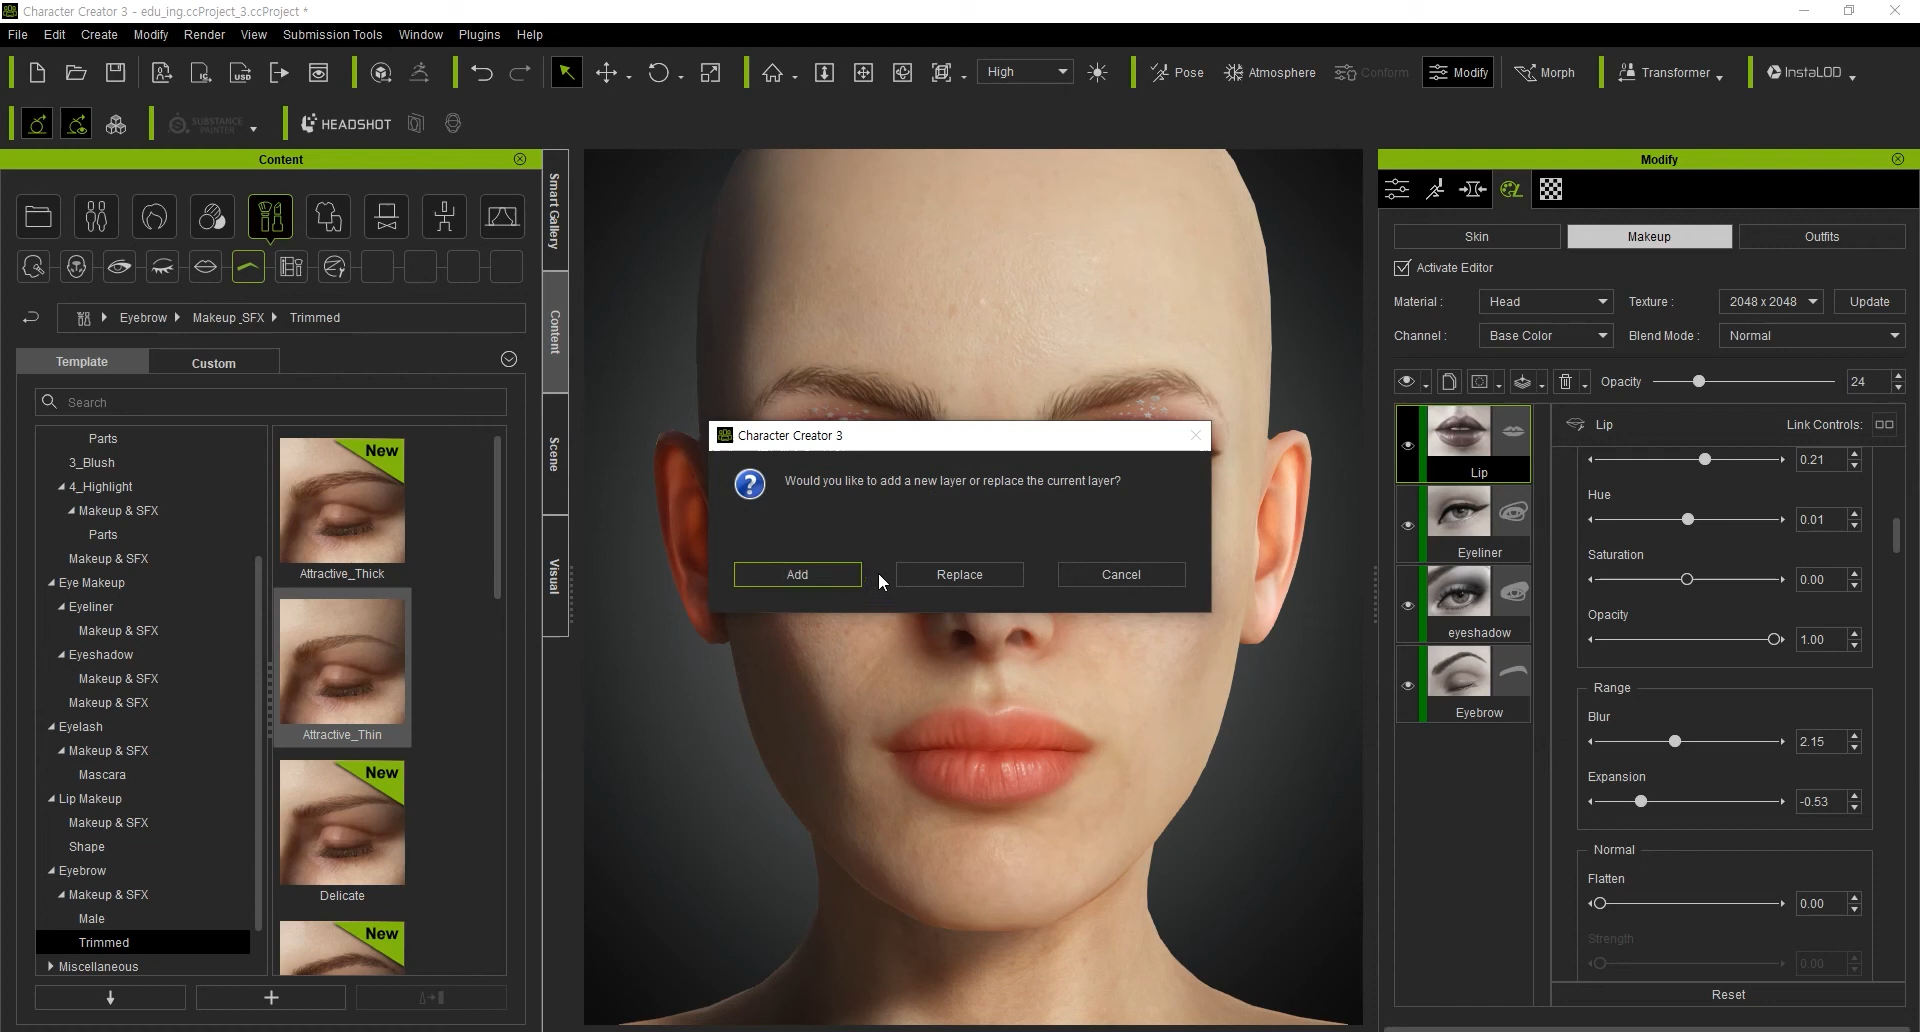 Character Creator 3 - edu_ing.ccProject_3.ccProject *
File Edit Create Modify Render View Submission Tools Window Plugins Help
High
Pose
Atmosphere
Conform
Modify
Morph
Transformer
InstaLOD
SUBSTANCE PAINTER
HEADSHOT
Content
Smart Gallery
Content
Scene
Visual
Eyebrow
Makeup _SFX
Trimmed
Template
Custom
Search
Parts
3_Blush
4_Highlight
Makeup & SFX
Parts
Makeup & SFX
Eye Makeup
Eyeliner
Makeup & SFX
Eyeshadow
Makeup & SFX
Makeup & SFX
Eyelash
Makeup & SFX
Mascara
Lip Makeup
Makeup & SFX
Shape
Eyebrow
Makeup & SFX
Male
Trimmed
Miscellaneous
New
Attractive_Thick
Attractive_Thin
New
Delicate
New
Character Creator 3
Would you like to add a new layer or replace the current layer?
Add
Replace
Cancel
Modify
Skin
Makeup
Outfits
Activate Editor
Material : Head Texture : 2048 x 2048 Update
Channel : Base Color Blend Mode : Normal
Opacity 24
Lip
Eyeliner
eyeshadow
Eyebrow
Lip Link Controls:
0.21
Hue
0.01
Saturation
0.00
Opacity
1.00
Range
Blur
2.15
Expansion
-0.53
Normal
Flatten
0.00
Strength
0.00
Reset